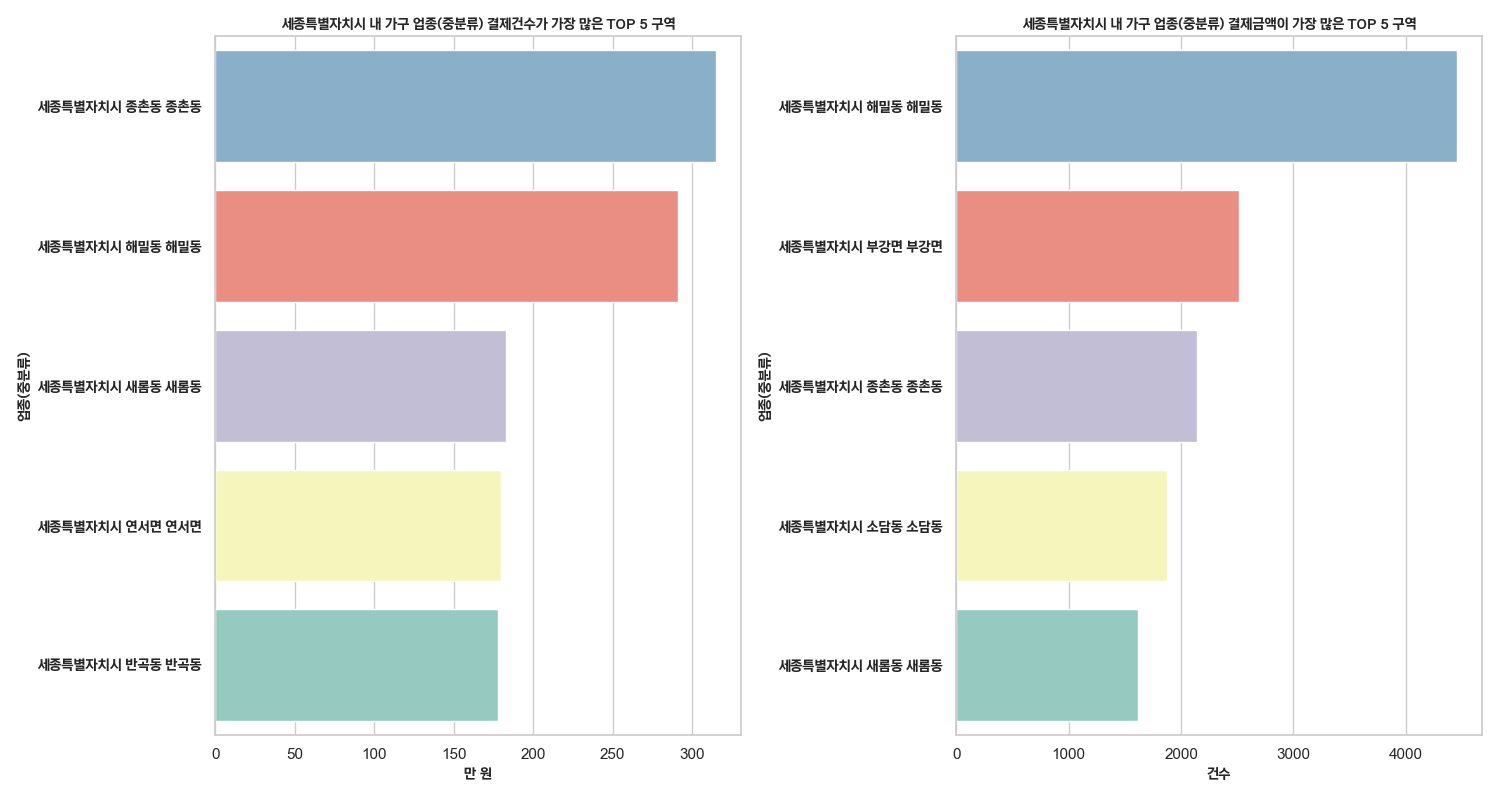 세종특별자치시 내 가구 업종(중분류) 결제건수가 가장 많은 TOP 5 구역
세종특별자치시 종촌동 종촌동
세종특별자치시 해밀동 해밀동
세종특별자치시 새롬동 새롬동
세종특별자치시 연서면 연서면
세종특별자치시 반곡동 반곡동
업종(중분류)
0 50 100 150 200 250 300
만 원
세종특별자치시 내 가구 업종(중분류) 결제금액이 가장 많은 TOP 5 구역
세종특별자치시 해밀동 해밀동
세종특별자치시 부강면 부강면
세종특별자치시 종촌동 종촌동
세종특별자치시 소담동 소담동
세종특별자치시 새롬동 새롬동
업종(중분류)
0 1000 2000 3000 4000
건수